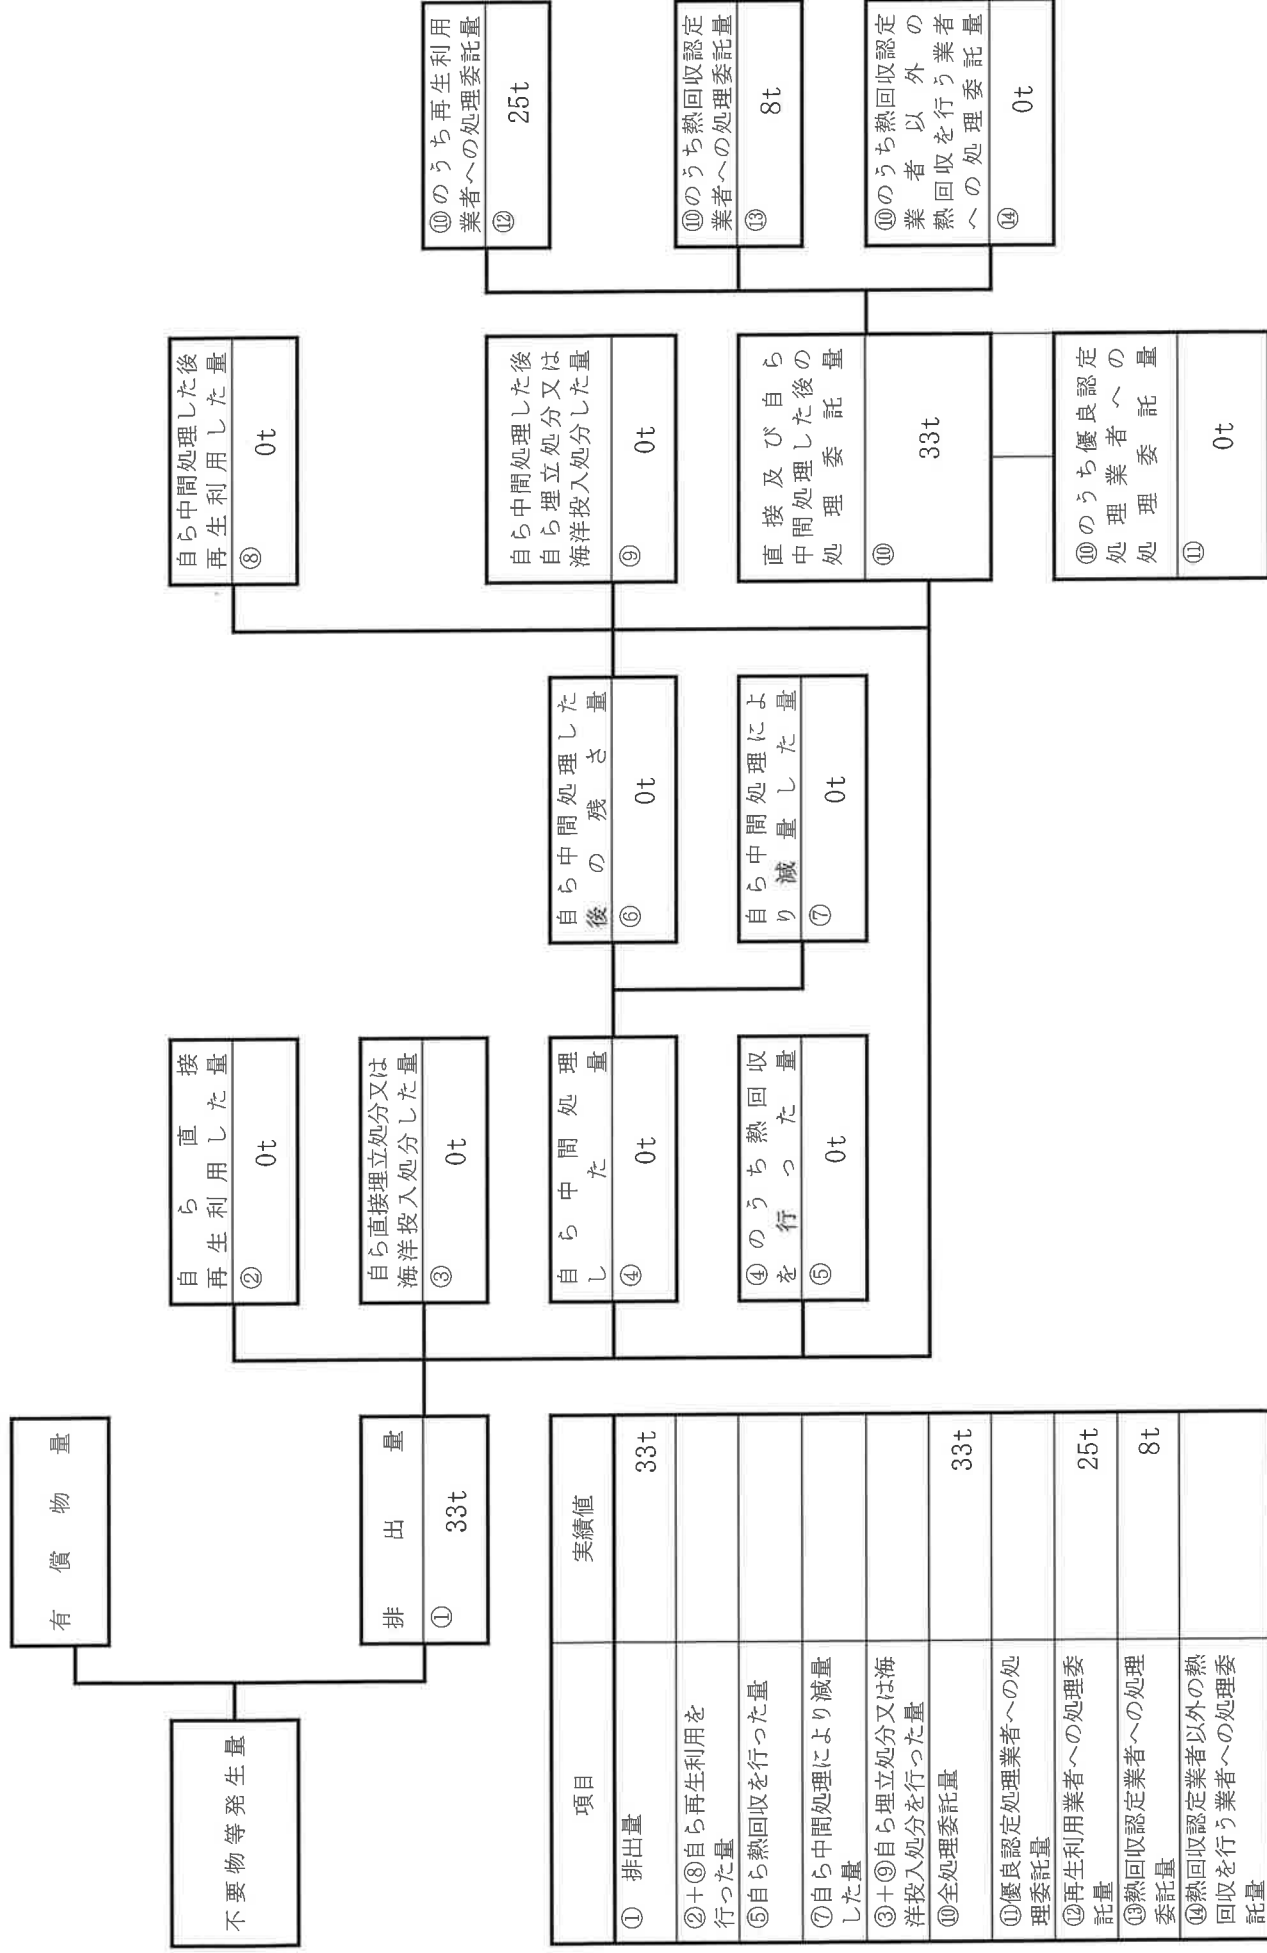 有償物量
不要物等発生量
排出量
① 33t
自ら直接
再生利用した量
② 0t
自ら直接埋立処分又は
海洋投入処分した量
③ 0t
自ら中間処理
した量
④ 0t
④のうち熱回収
を行った量
⑤ 0t
自ら中間処理した
後の残さ量
⑥ 0t
自ら中間処理によ
り減量した量
⑦ 0t
自ら中間処理した後
再生利用した量
⑧ 0t
自ら中間処理した後
自ら埋立処分又は
海洋投入処分した量
⑨ 0t
直接及び自ら
中間処理した後の
処理委託量
⑩ 33t
⑩のうち優良認定
処理業者への
処理委託量
⑪ 0t
⑩のうち再生利用
業者への処理委託量
⑫ 25t
⑩のうち熱回収認定
業者への処理委託量
⑬ 8t
⑩のうち熱回収認定
業者以外の
熱回収を行う業者
への処理委託量
⑭ 0t
項目 実績値
① 排出量 33t
②＋⑧自ら再生利用を
行った量
⑤自ら熱回収を行った量
⑦自ら中間処理により減量
した量
③＋⑨自ら埋立処分又は海
洋投入処分を行った量
⑩全処理委託量 33t
⑪優良認定処理業者への処
理委託量
⑫再生利用業者への処理委
託量 25t
⑬熱回収認定業者への処理
委託量 8t
⑭熱回収認定業者以外の熱
回収を行う業者への処理委
託量